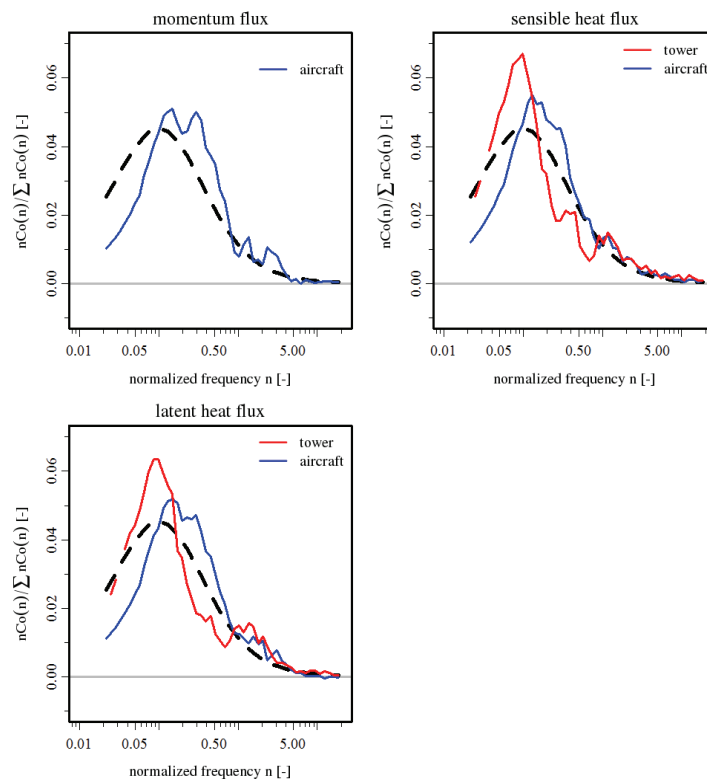 momentum flux
aircraft
nCo(n)/∑ nCo(n) [-]
0.06
0.04
0.02
0.00
0.01 0.05 0.50 5.00
normalized frequency n [-]
sensible heat flux
tower
aircraft
nCo(n)/∑ nCo(n) [-]
0.06
0.04
0.02
0.00
0.01 0.05 0.50 5.00
normalized frequency n [-]
latent heat flux
tower
aircraft
nCo(n)/∑ nCo(n) [-]
0.06
0.04
0.02
0.00
0.01 0.05 0.50 5.00
normalized frequency n [-]